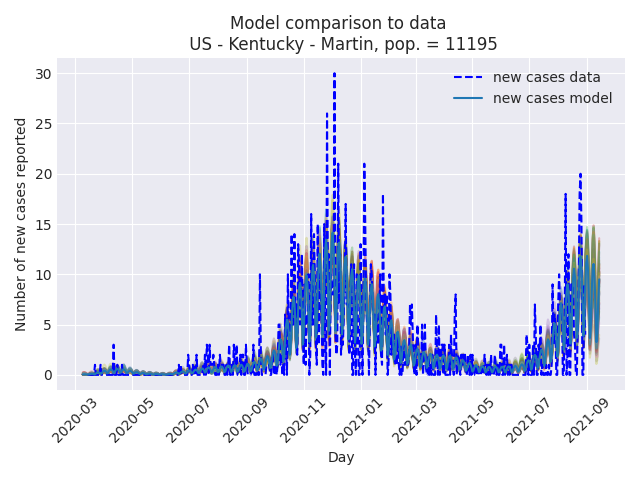 Model comparison to data
US - Kentucky - Martin, pop. = 11195
new cases data
new cases model
Number of new cases reported
30
25
20
15
10
5
0
2020-03
2020-05
2020-07
2020-09
2020-11
2021-01
2021-03
2021-05
2021-07
2021-09
Day